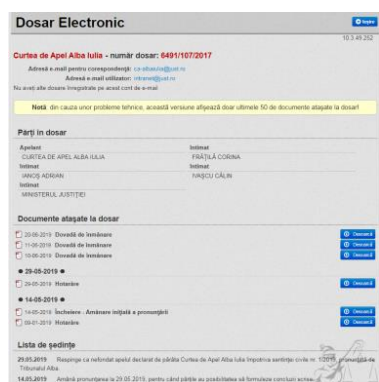 Dosar Electronic
Ieșire
10.3.49.252
Curtea de Apel Alba Iulia - număr dosar: 6491/107/2017
Adresă e-mail pentru corespondență: ca-albaiulia@just.ro
Adresă e-mail utilizator: intranet@just.ro
Nu aveți alte dosare înregistrate pe acest cont de e-mail
Notă: din cauza unor probleme tehnice, această versiune afișează doar ultimele 50 de documente atașate la dosar!
Părți în dosar
Apelant Intimat
CURTEA DE APEL ALBA IULIA FRĂȚILĂ CORINA
Intimat Intimat
IANOȘ ADRIAN IVAȘCU CĂLIN
Intimat
MINISTERUL JUSTIȚIEI
Documente atașate la dosar
20-06-2019 Dovadă de înmânare Descarcă
11-06-2019 Dovadă de înmânare Descarcă
10-06-2019 Dovadă de înmânare Descarcă
● 29-05-2019 ●
29-05-2019 Hotarâre Descarcă
● 14-05-2019 ●
14-05-2019 Încheiere - Amânare inițială a pronunțării Descarcă
09-01-2019 Hotarâre Descarcă
Lista de ședințe
29.05.2019 Respinge ca nefondat apelul declarat de pârâta Curtea de Apel Alba Iulia împotriva sentinței civile nr. 1/2019, pronunțată de
Tribunalul Alba.
14.05.2019 Amână pronunțarea la 29.05.2019, pentru când părțile au posibilitatea să formuleze concluzii scrise.